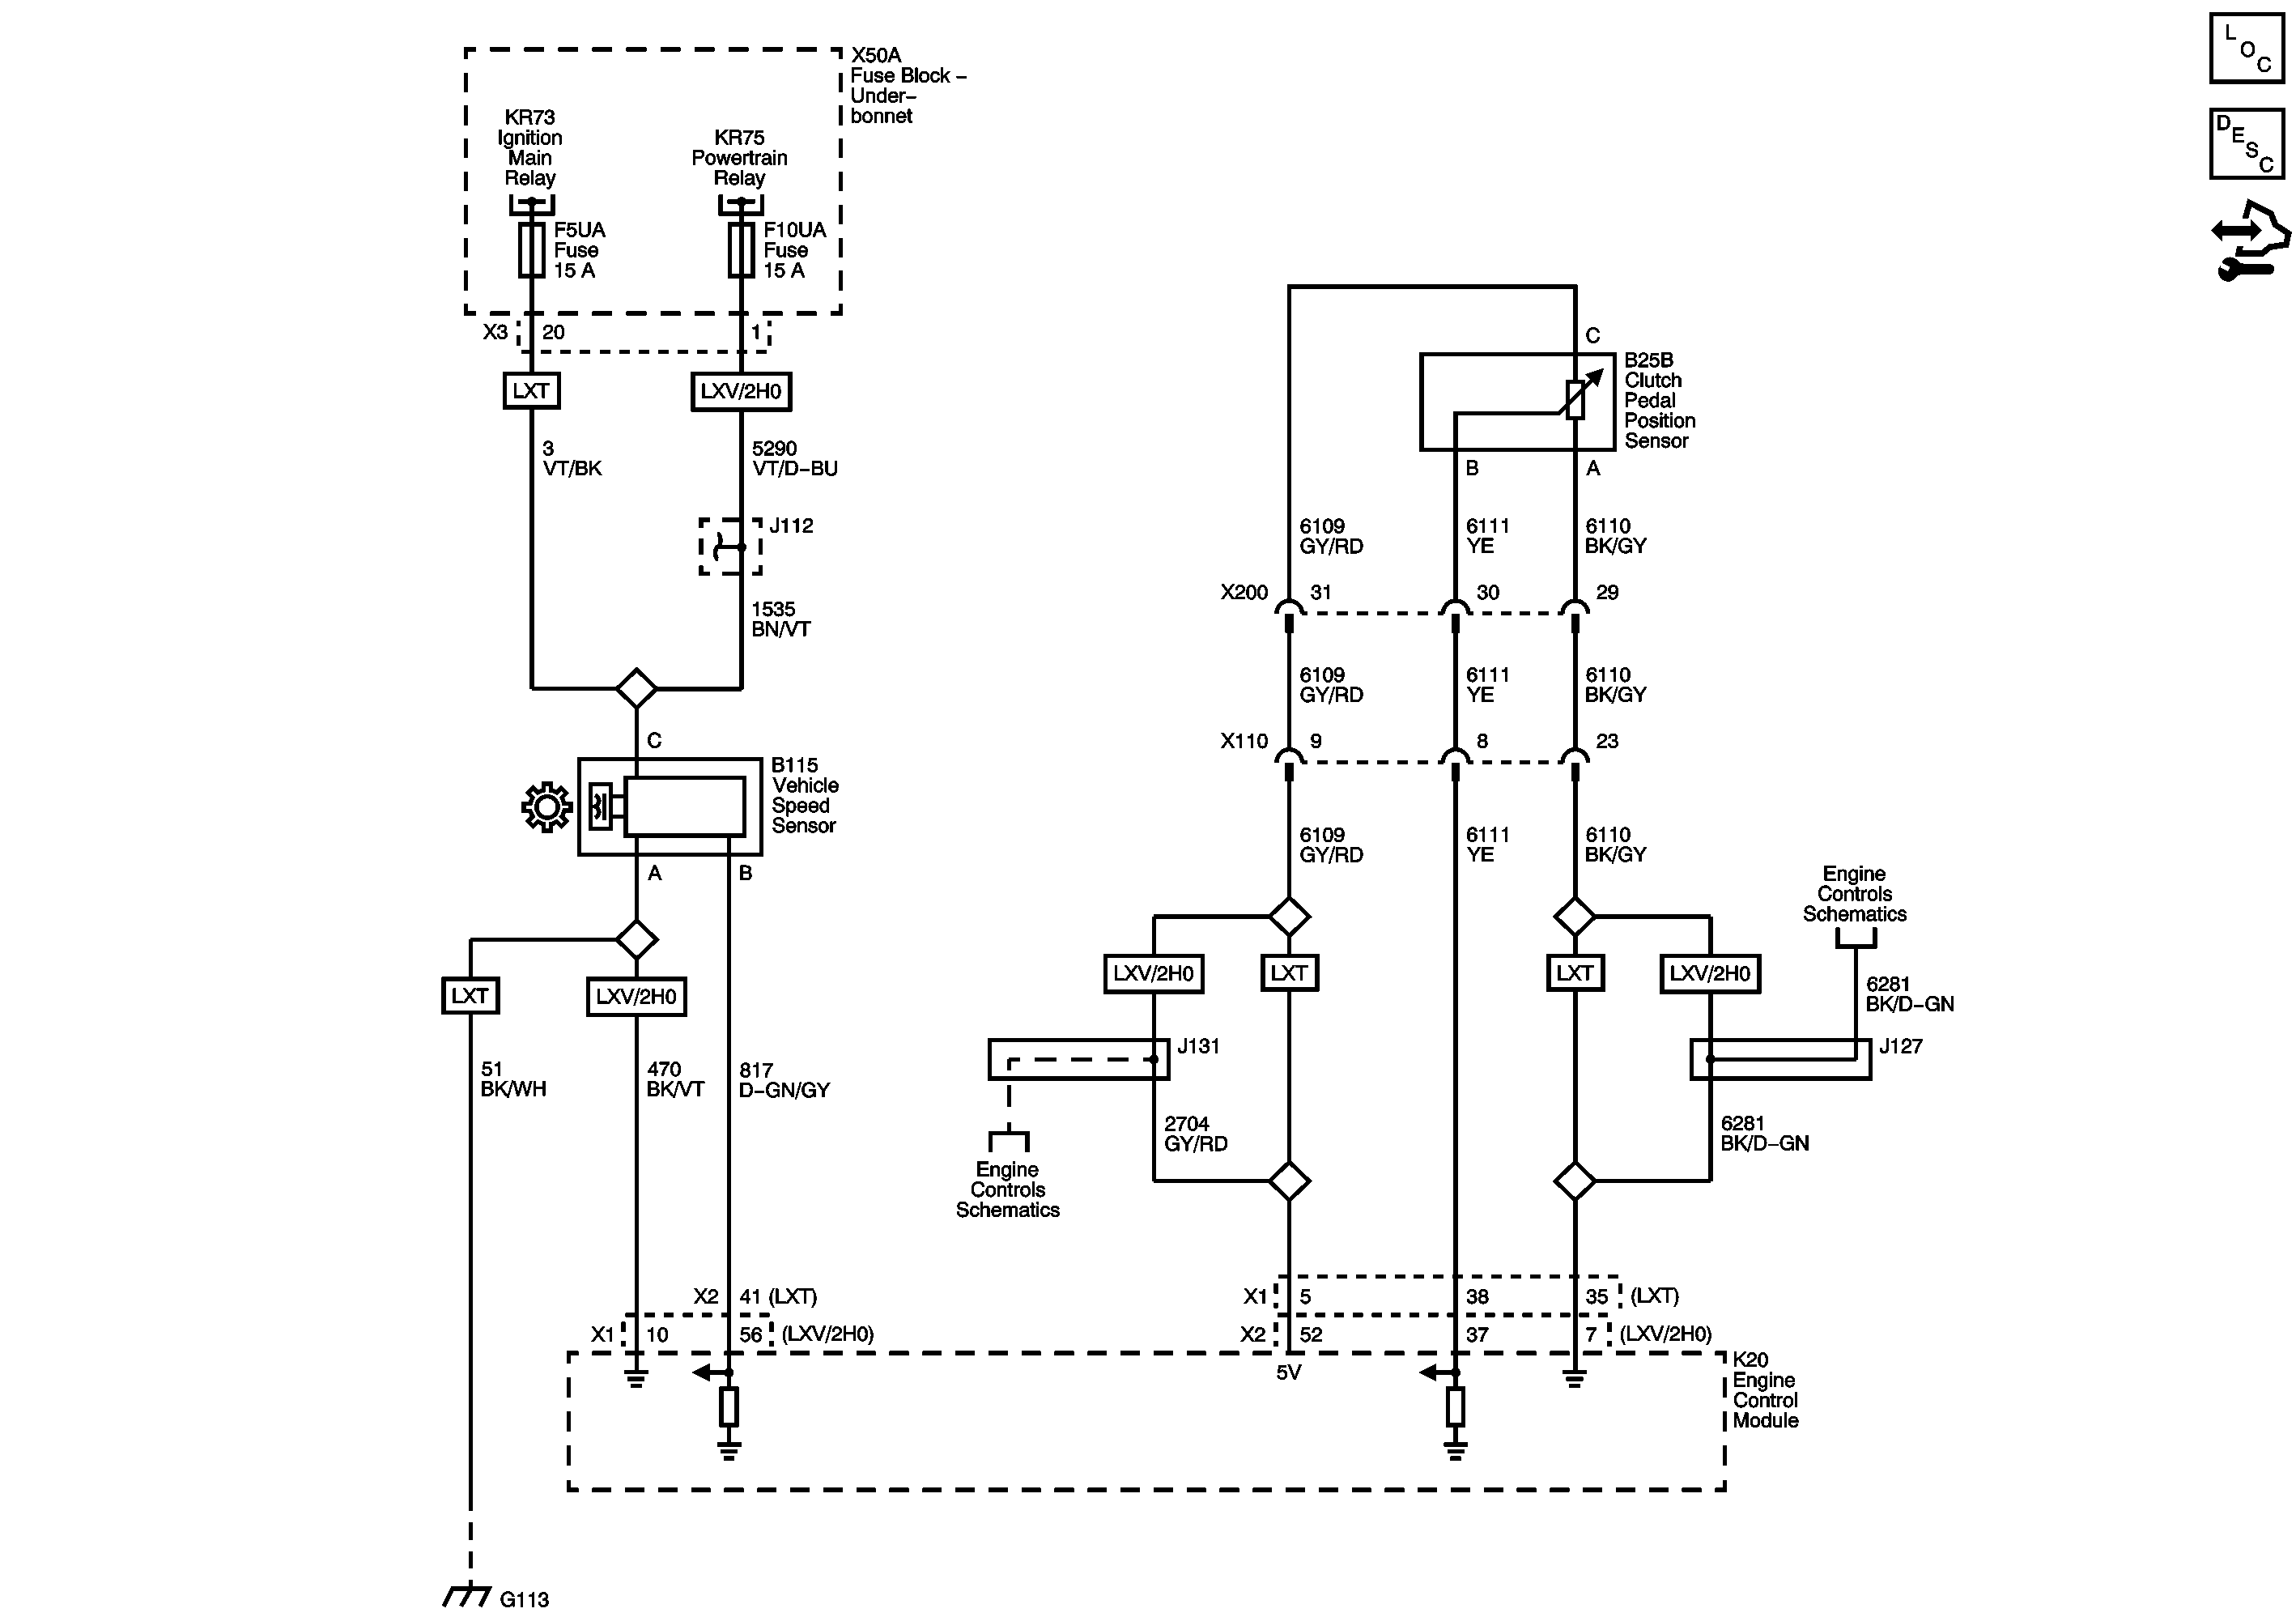 L
O
C
D
E
S
C
X50A
Fuse Block –
Under–
bonnet
KR73
Ignition
Main
Relay
KR75
Powertrain
Relay
F5UA
Fuse
15 A
F10UA
Fuse
15 A
X3
20
1
LXT
LXV/2H0
3
VT/BK
5290
VT/D–BU
J112
1535
BN/VT
C
B115
Vehicle
Speed
Sensor
A
B
LXT
LXV/2H0
51
BK/WH
470
BK/VT
817
D–GN/GY
X2
41 (LXT)
X1
10
56
(LXV/2H0)
G113
C
B25B
Clutch
Pedal
Position
Sensor
B
A
6109
GY/RD
6111
YE
6110
BK/GY
X200
31
30
29
6109
GY/RD
6111
YE
6110
BK/GY
X110
9
8
23
6109
GY/RD
6111
YE
6110
BK/GY
Engine
Controls
Schematics
LXV/2H0
LXT
LXT
LXV/2H0
6281
BK/D–GN
J131
J127
2704
GY/RD
6281
BK/D–GN
Engine
Controls
Schematics
X1
5
38
35
(LXT)
X2
52
37
7
(LXV/2H0)
5V
K20
Engine
Control
Module